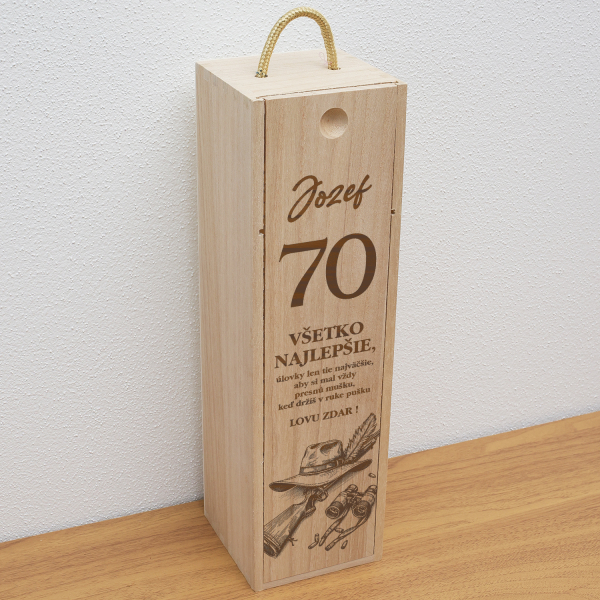 Jozef
70
VŠETKO
NAJLEPŠIE,
úlovky len tie najväčšie,
aby si mal vždy
presnú mušku,
keď držíš v ruke pušku
LOVU ZDAR !